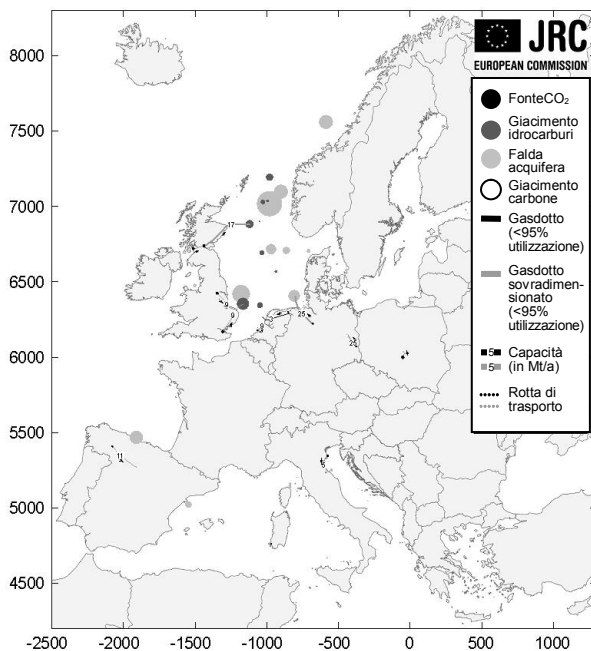 JRC
EUROPEAN COMMISSION
FonteCO₂
Giacimento
idrocarburi
Falda
acquifera
Giacimento
carbone
Gasdotto
(<95%
utilizzazione)
Gasdotto
sovradimen-
sionato
(<95%
utilizzazione)
5 Capacità
5 (in Mt/a)
Rotta di
trasporto
8000
7500
7000
6500
6000
5500
5000
4500
-2500
-2000
-1500
-1000
-500
0
500
1000
17
9
9
25
11